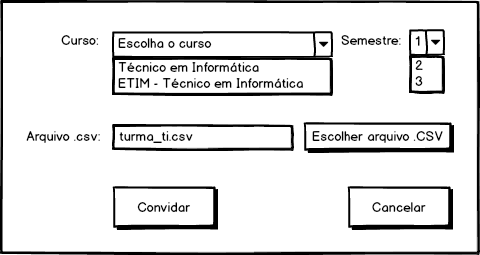 Curso: Escolha o curso Semestre: 1
Técnico em Informática 2
ETIM - Técnico em Informática 3
Arquivo .csv: turma_ti.csv Escolher arquivo .CSV
Convidar Cancelar